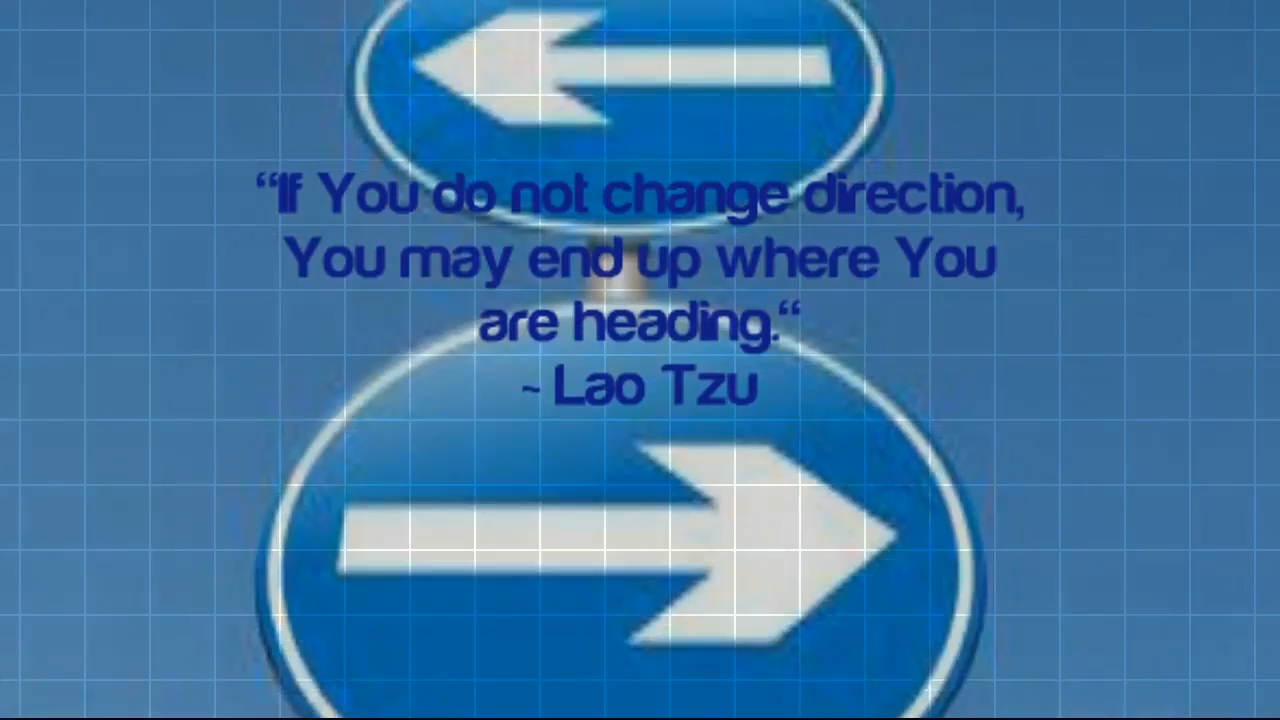 “If You do not change direction,
You may end up where You
are heading.“
~ Lao Tzu